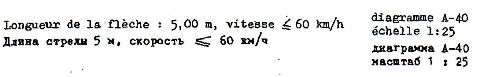 Longueur de la flèche : 5,00 m, vitesse ≤ 60 km/h
Длина стрелы 5 м, скорость ≤ 60 км/ч
diagramme A-40
échelle 1:25
диаграмма А-40
масштаб 1 : 25